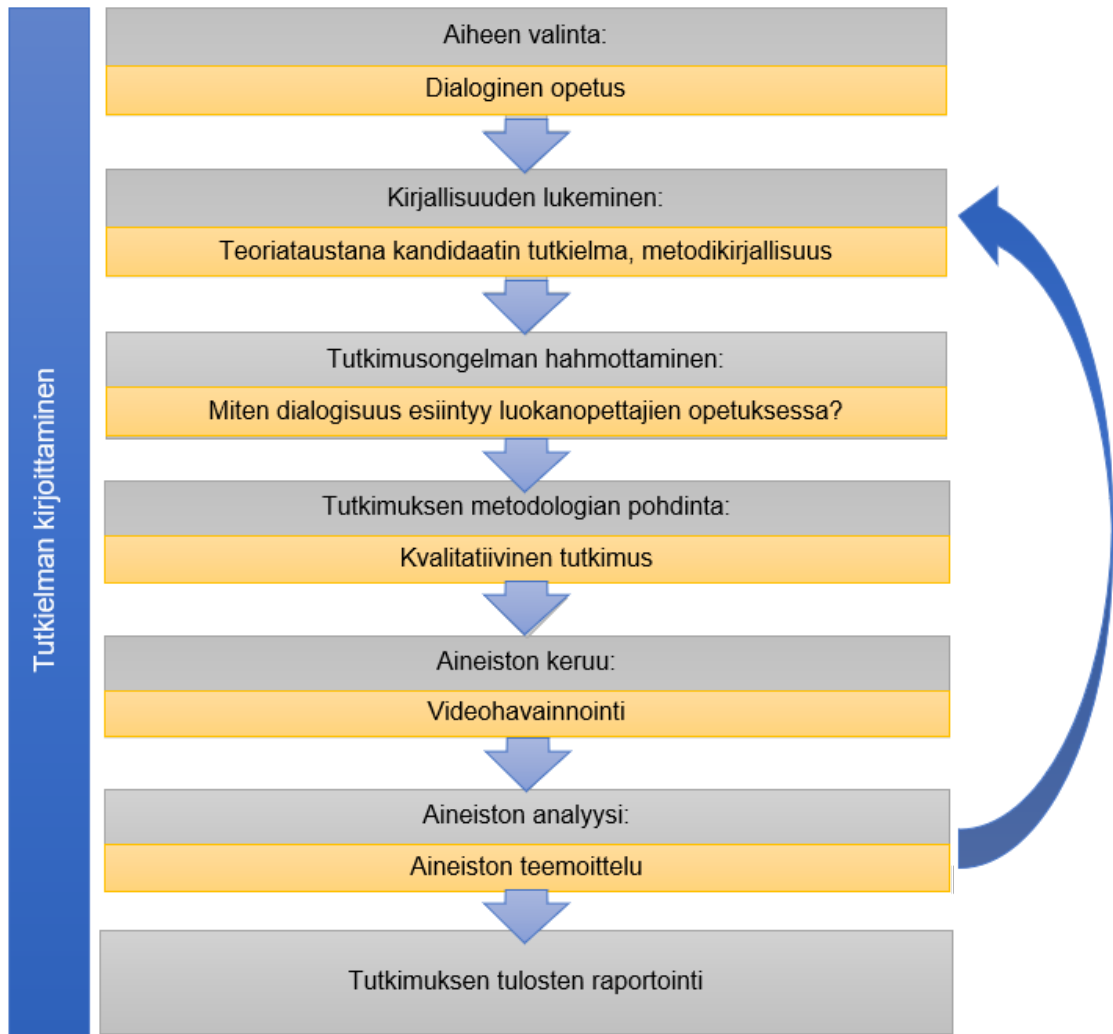 Tutkielman kirjoittaminen
Aiheen valinta:
Dialoginen opetus
Kirjallisuuden lukeminen:
Teoriataustana kandidaatin tutkielma, metodikirjallisuus
Tutkimusongelman hahmottaminen:
Miten dialogisuus esiintyy luokanopettajien opetuksessa?
Tutkimuksen metodologian pohdinta:
Kvalitatiivinen tutkimus
Aineiston keruu:
Videohavainnointi
Aineiston analyysi:
Aineiston teemoittelu
Tutkimuksen tulosten raportointi